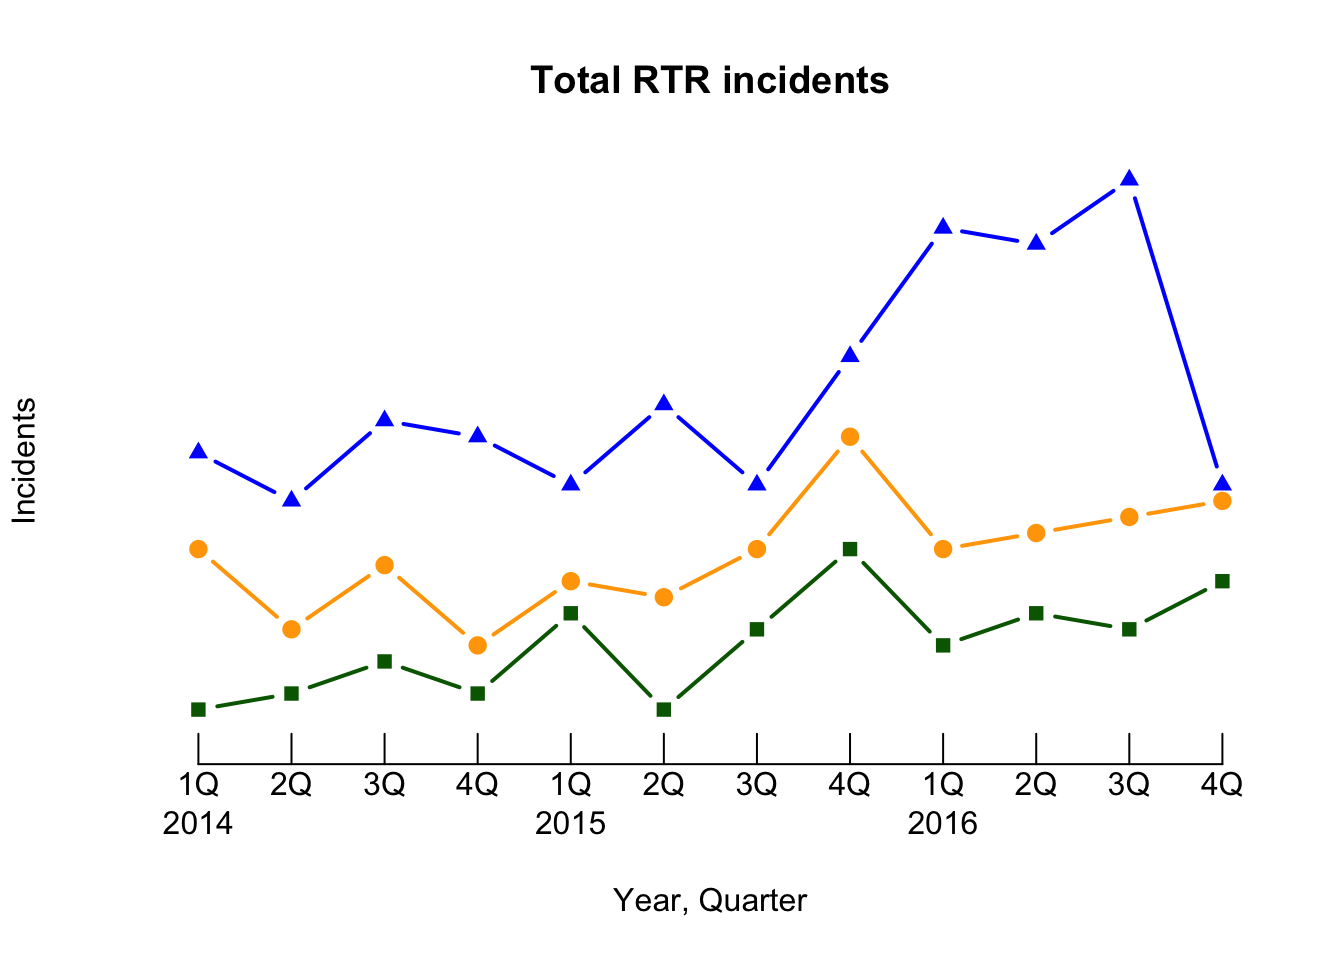 Total RTR incidents
Incidents
1Q 2Q 3Q 4Q 1Q 2Q 3Q 4Q 1Q 2Q 3Q 4Q
2014 2015 2016
Year, Quarter